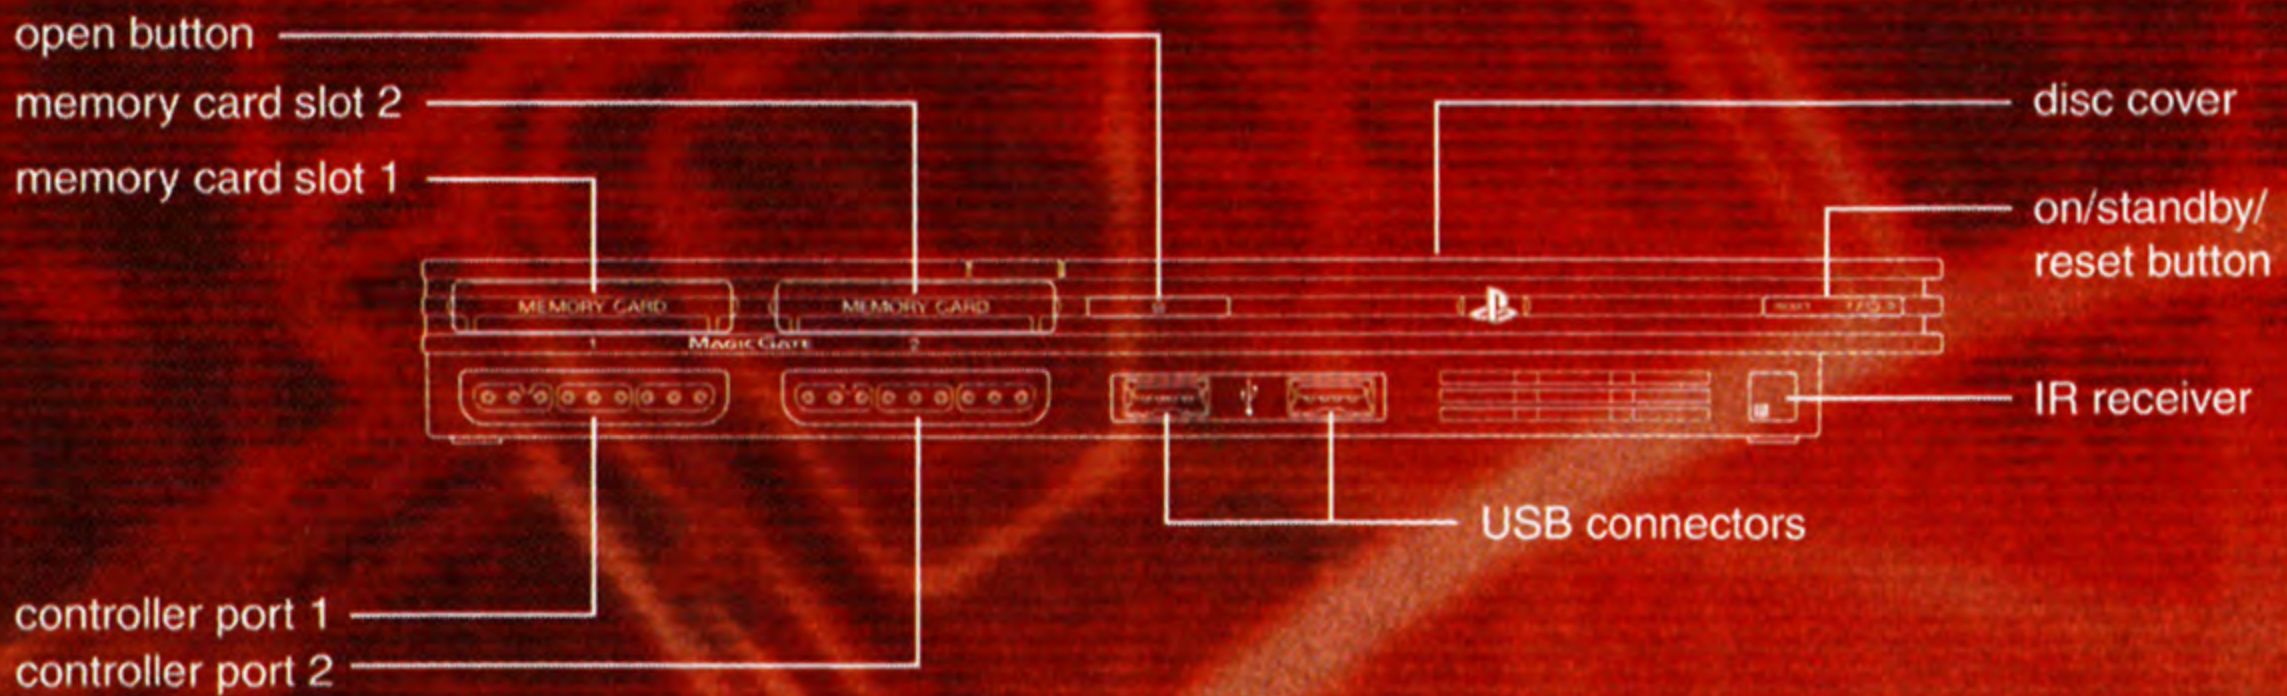 open button
memory card slot 2
memory card slot 1
disc cover
on/standby/
reset button
MEMORY CARD
MEMORY CARD
RESET
1
MAGIC GATE
2
IR receiver
USB connectors
controller port 1
controller port 2